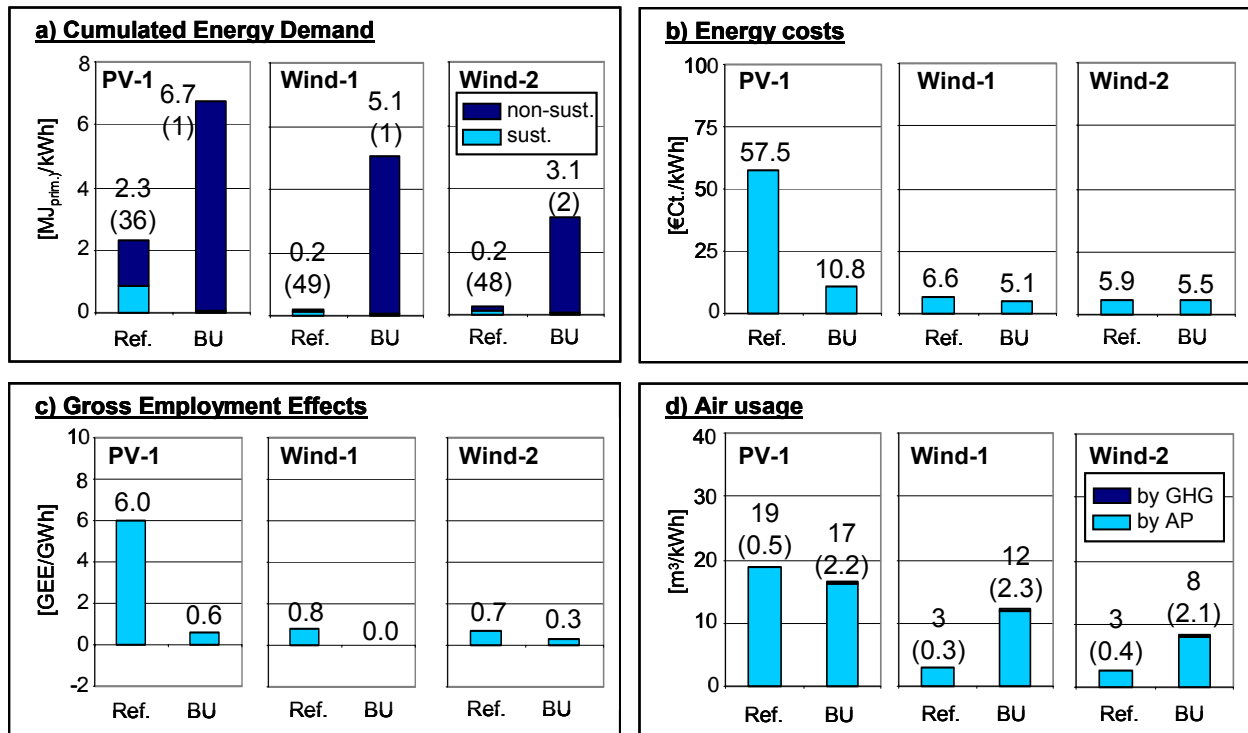 a) Cumulated Energy Demand
[MJprim.)/kWh]
8
6
4
2
0
PV-1
2.3
(36)
6.7
(1)
Ref.
BU
Wind-1
0.2
(49)
5.1
(1)
Ref.
BU
Wind-2
non-sust.
sust.
0.2
(48)
3.1
(2)
Ref.
BU
b) Energy costs
[€Ct./kWh]
100
75
50
25
0
PV-1
57.5
10.8
Ref.
BU
Wind-1
6.6
5.1
Ref.
BU
Wind-2
5.9
5.5
Ref.
BU
c) Gross Employment Effects
[GEE/GWh]
10
8
6
4
2
0
-2
PV-1
6.0
0.6
Ref.
BU
Wind-1
0.8
0.0
Ref.
BU
Wind-2
0.7
0.3
Ref.
BU
d) Air usage
[m³/kWh]
40
30
20
10
0
PV-1
19
(0.5)
17
(2.2)
Ref.
BU
Wind-1
3
(0.3)
12
(2.3)
Ref.
BU
Wind-2
by GHG
by AP
3
(0.4)
8
(2.1)
Ref.
BU